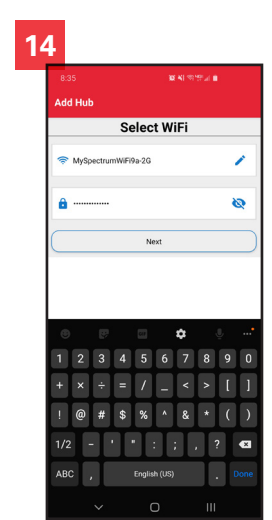 14
8:35
Add Hub
Select WiFi
MySpectrumWiFi9a-2G
••••••••••••••
Next
1 2 3 4 5 6 7 8 9 0
+ × ÷ = / _ < > [ ]
! @ # $ % ^ & * ( )
1/2 - ' " : ; , ?
ABC , English (US) . Done